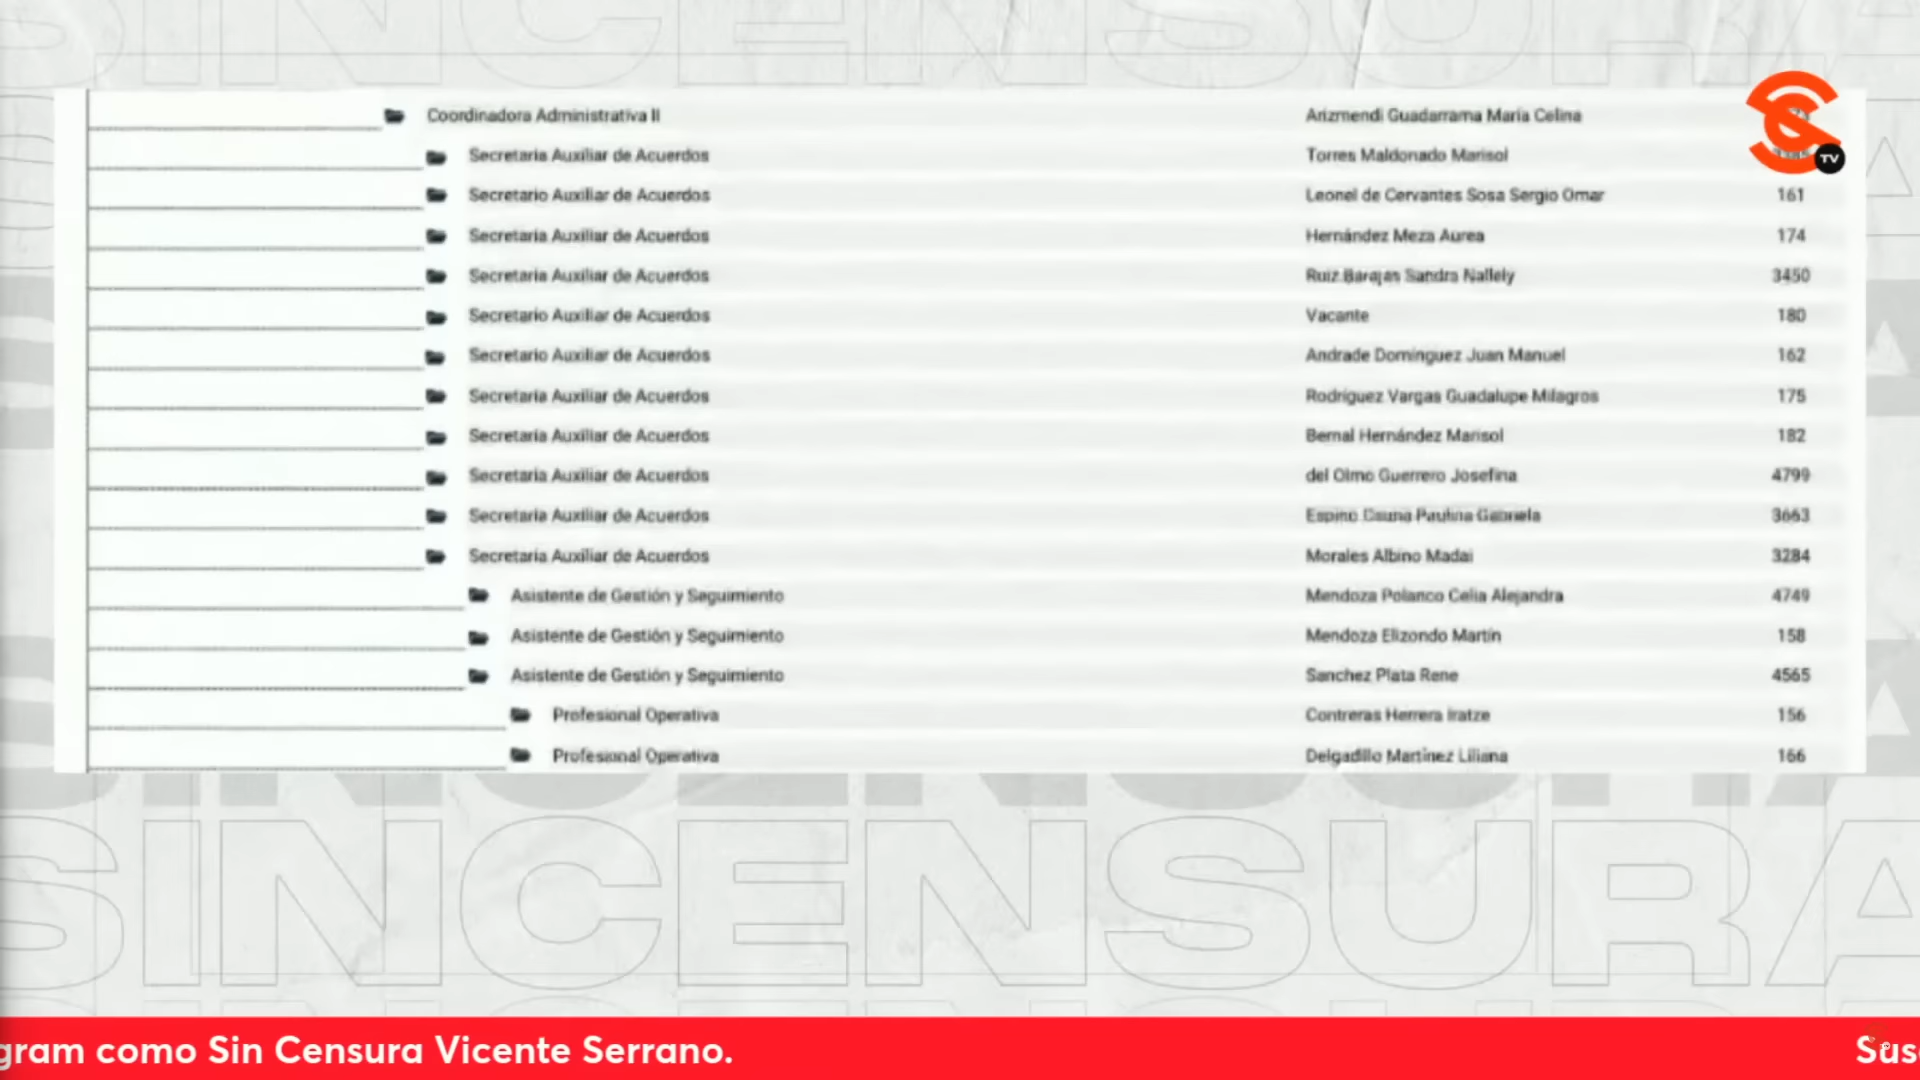 SINCENSURA
Coordinadora Administrativa II Arizmendi Guadarrama María Celina
Secretaria Auxiliar de Acuerdos Torres Maldonado Marisol
TV
Secretario Auxiliar de Acuerdos Leonel de Cervantes Sosa Sergio Omar 161
Secretaria Auxiliar de Acuerdos Hernández Meza Aurea 174
Secretaria Auxiliar de Acuerdos Ruiz Barajas Sandra Nallely 3450
Secretario Auxiliar de Acuerdos Vacante 180
Secretario Auxiliar de Acuerdos Andrade Domínguez Juan Manuel 162
Secretaria Auxiliar de Acuerdos Rodríguez Vargas Guadalupe Milagros 175
Secretaria Auxiliar de Acuerdos Bernal Hernández Marisol 182
Secretaria Auxiliar de Acuerdos del Olmo Guerrero Josefina 4799
Secretaria Auxiliar de Acuerdos Espino Osuna Paulina Gabriela 3663
Secretaria Auxiliar de Acuerdos Morales Albino Madai 3284
Asistente de Gestión y Seguimiento Mendoza Polanco Celia Alejandra 4749
Asistente de Gestión y Seguimiento Mendoza Elizondo Martín 158
Asistente de Gestión y Seguimiento Sanchez Plata Rene 4565
Profesional Operativa Contreras Herrera Iratze 156
Profesional Operativa Delgadillo Martínez Liliana 166
SINCENSURA
gram como Sin Censura Vicente Serrano. Sus